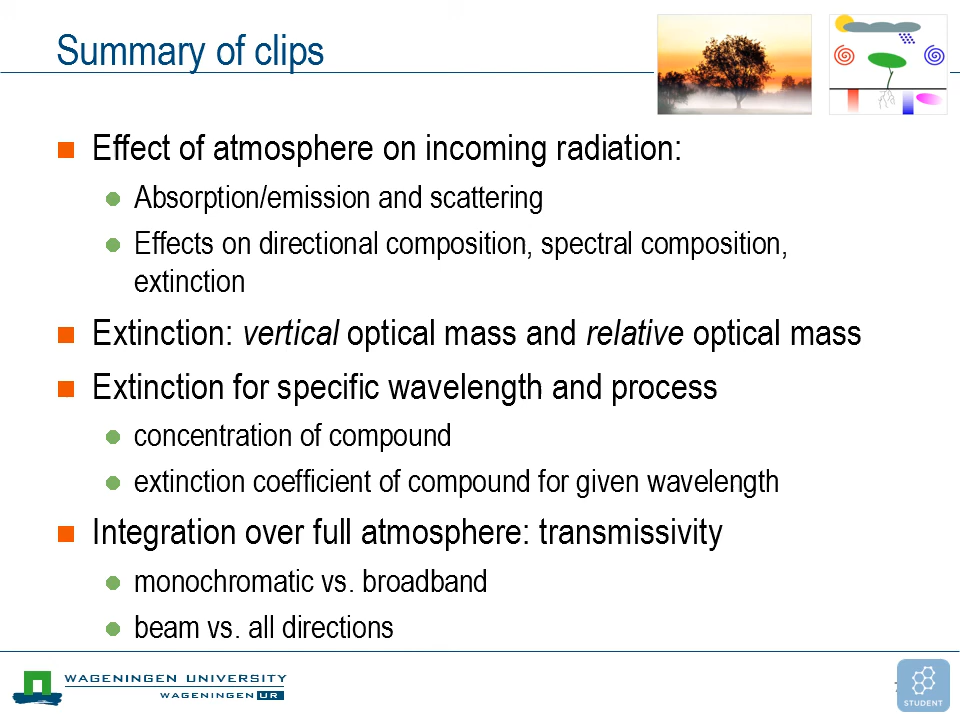 Summary of clips
Effect of atmosphere on incoming radiation:
Absorption/emission and scattering
Effects on directional composition, spectral composition,
extinction
Extinction: vertical optical mass and relative optical mass
Extinction for specific wavelength and process
concentration of compound
extinction coefficient of compound for given wavelength
Integration over full atmosphere: transmissivity
monochromatic vs. broadband
beam vs. all directions
WAGENINGEN UNIVERSITY
WAGENINGEN UR
STUDENT